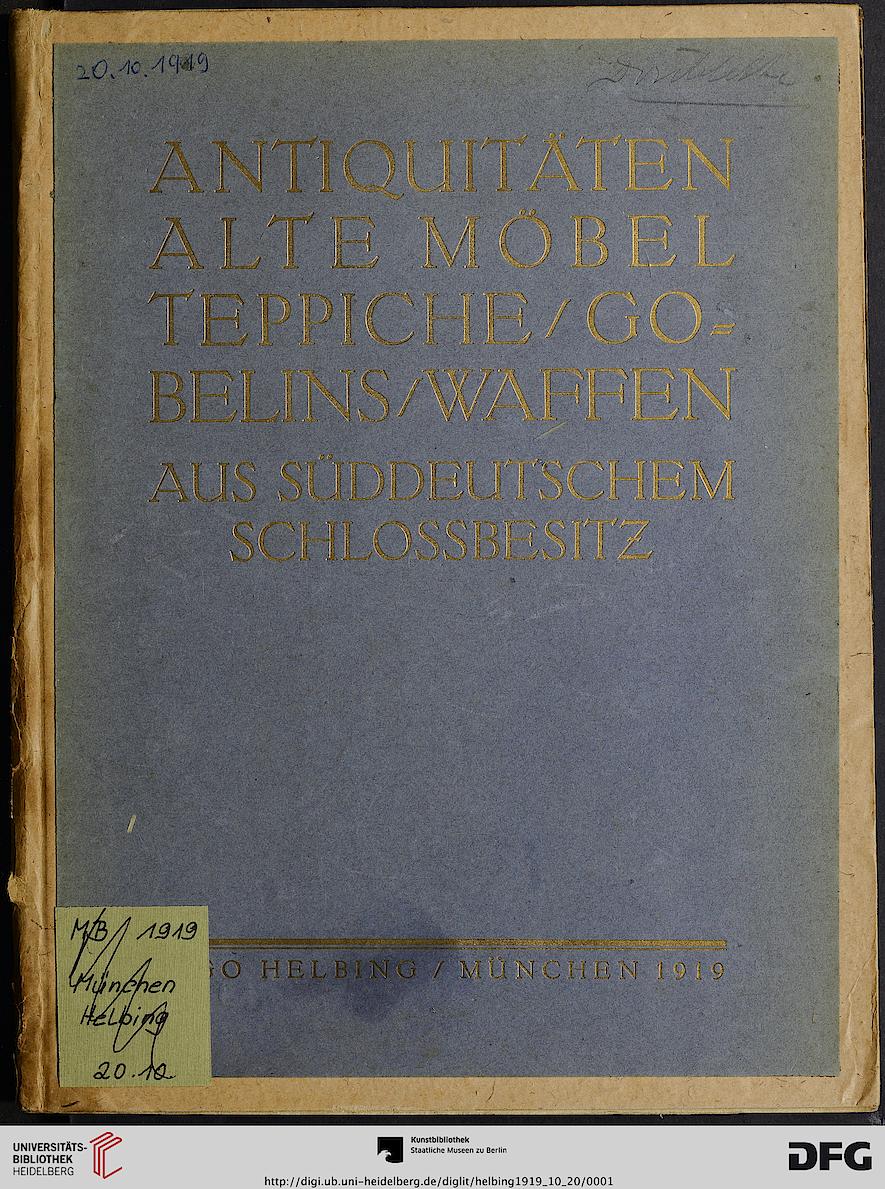 20.10.1919
ANTIQUITÄTEN
ALTE MÖBEL
TEPPICHE / GO=
BELINS / WAFFEN
AUS SÜDDEUTSCHEM
SCHLOSSBESITZ
GO HELBING / MÜNCHEN 1919
MB 1919
München
Helbing
20.10
UNIVERSITÄTS-
BIBLIOTHEK
HEIDELBERG
Kunstbibliothek
Staatliche Museen zu Berlin
DFG
http://digi.ub.uni-heidelberg.de/diglit/helbing1919_10_20/0001